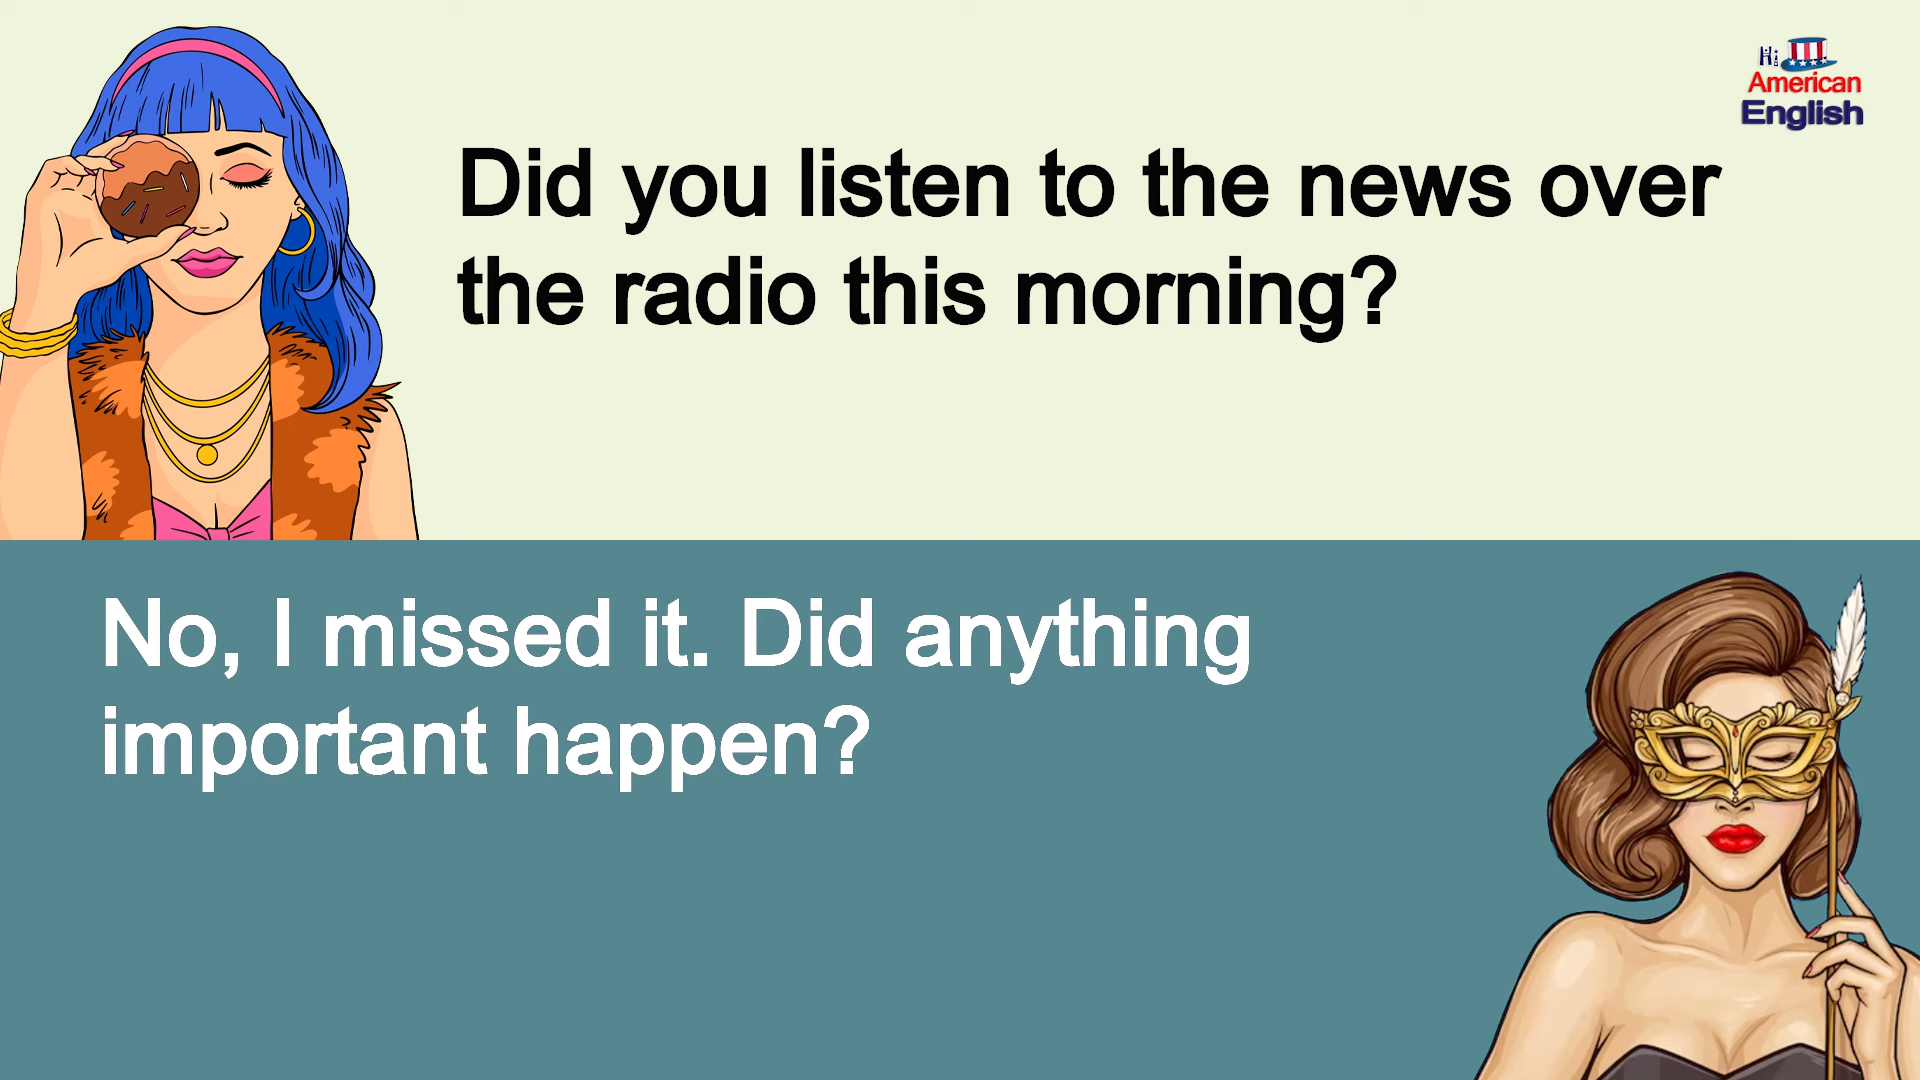 Hi
American
English
Did you listen to the news over
the radio this morning?
No, I missed it. Did anything
important happen?